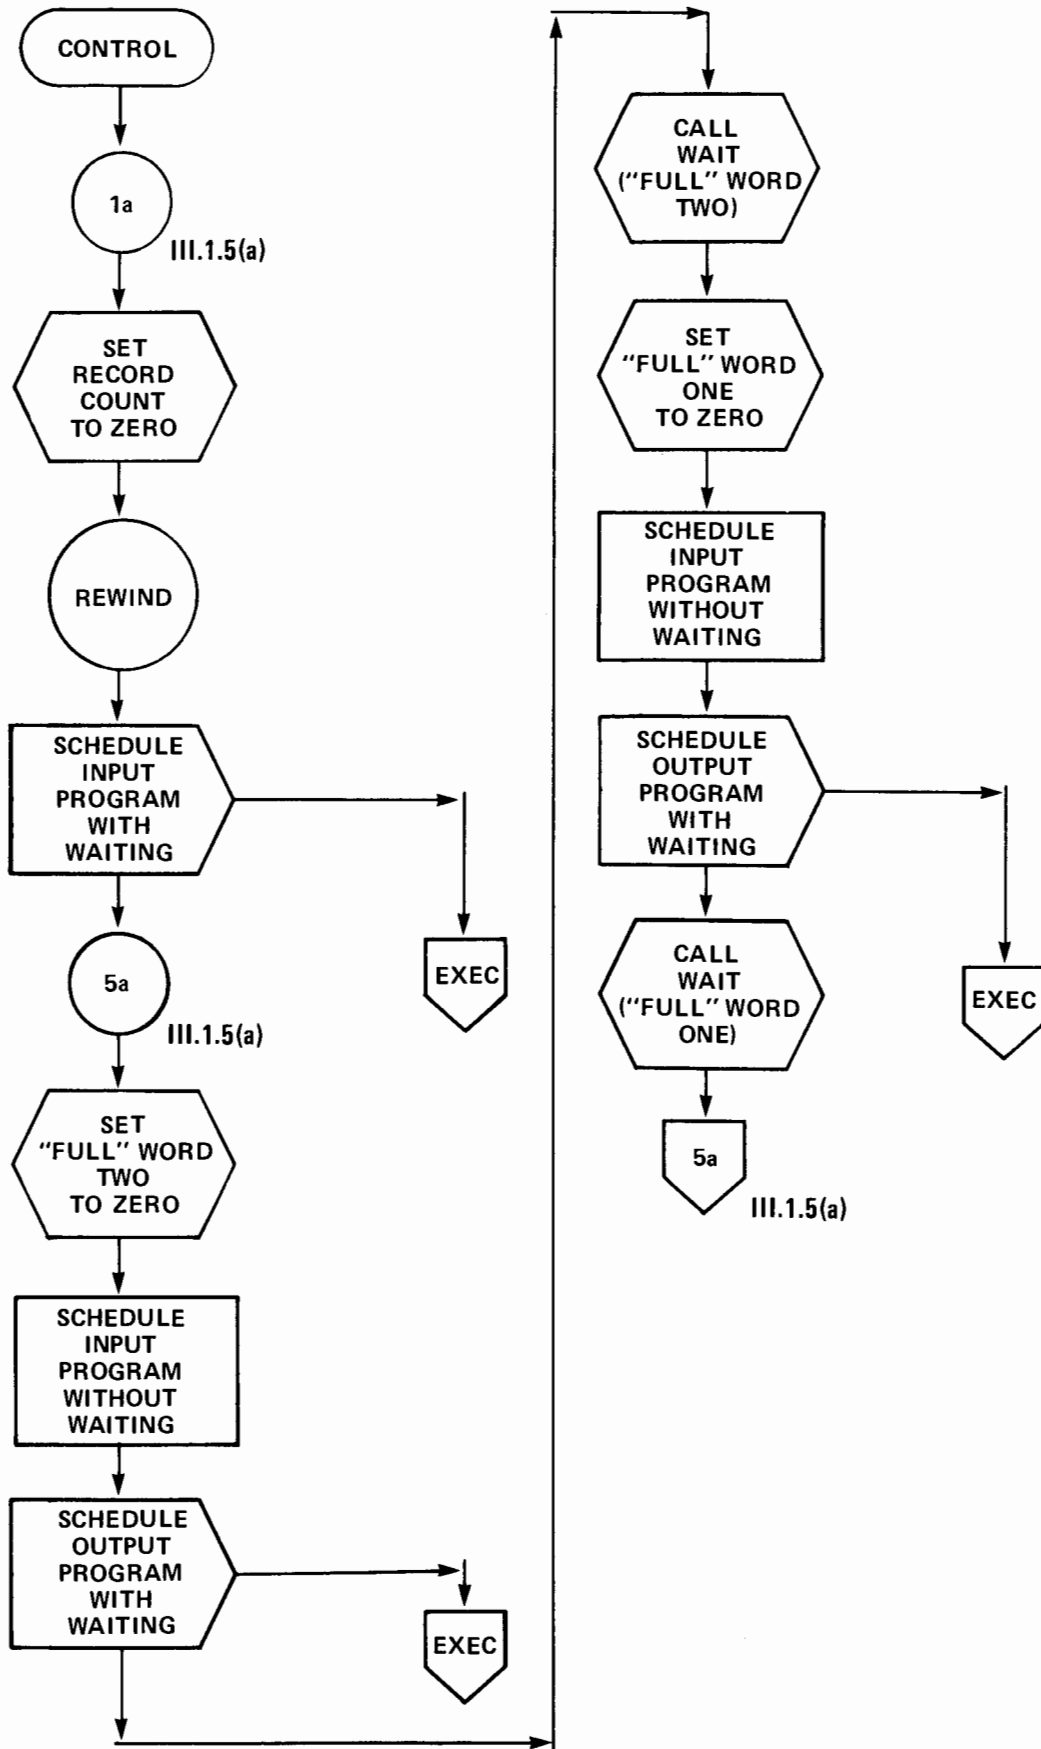 CONTROL
1a
III.1.5(a)
SET
RECORD
COUNT
TO ZERO
REWIND
SCHEDULE
INPUT
PROGRAM
WITH
WAITING
EXEC
5a
III.1.5(a)
SET
"FULL" WORD
TWO
TO ZERO
SCHEDULE
INPUT
PROGRAM
WITHOUT
WAITING
SCHEDULE
OUTPUT
PROGRAM
WITH
WAITING
EXEC
CALL
WAIT
("FULL" WORD
TWO)
SET
"FULL" WORD
ONE
TO ZERO
SCHEDULE
INPUT
PROGRAM
WITHOUT
WAITING
SCHEDULE
OUTPUT
PROGRAM
WITH
WAITING
EXEC
CALL
WAIT
("FULL" WORD
ONE)
5a
III.1.5(a)